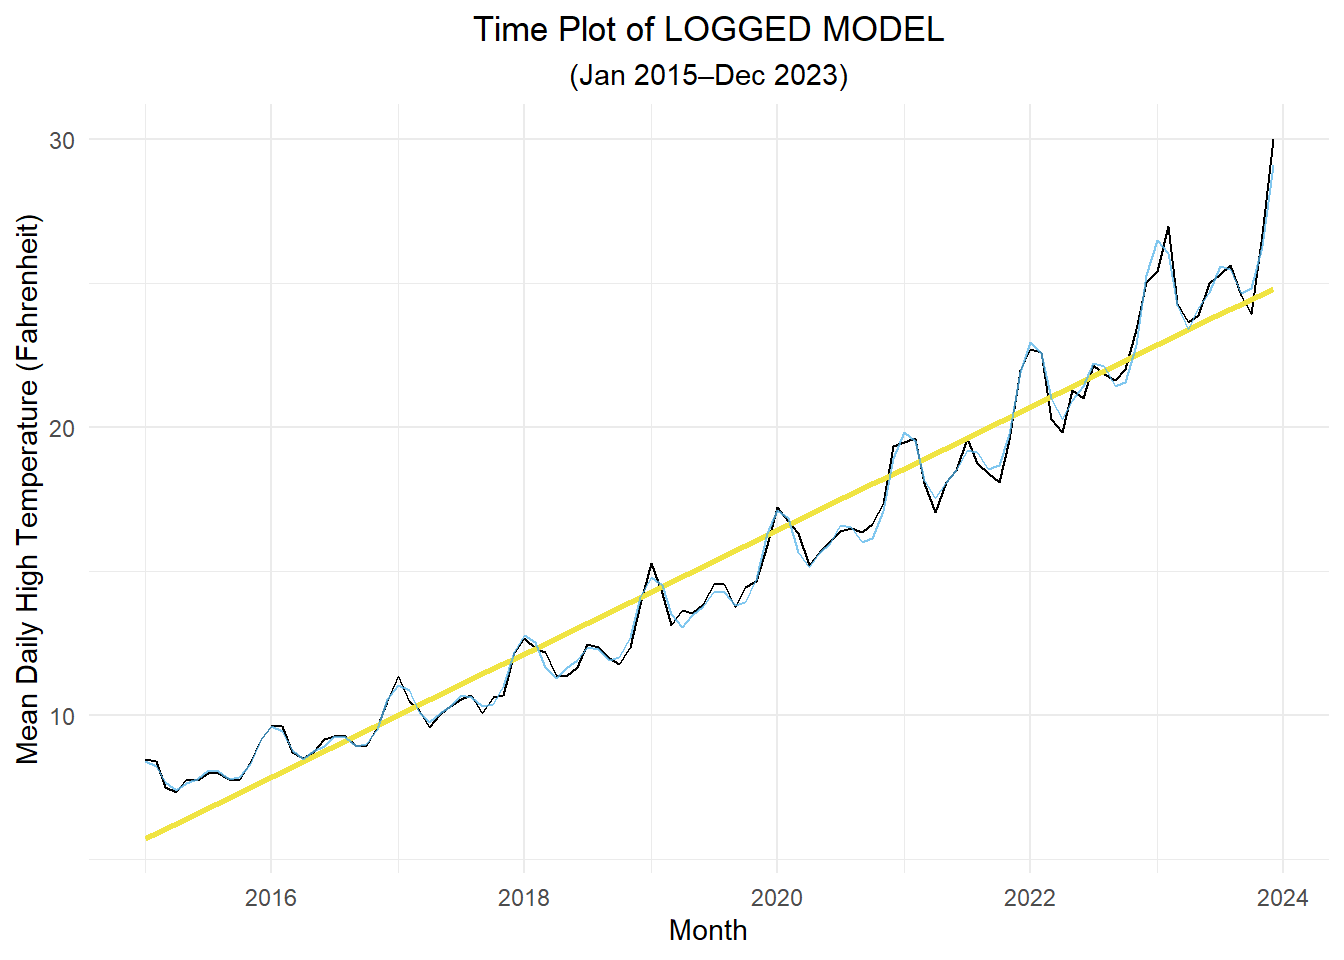 Time Plot of LOGGED MODEL
(Jan 2015–Dec 2023)
Mean Daily High Temperature (Fahrenheit)
30
20
10
2016
2018
2020
2022
2024
Month